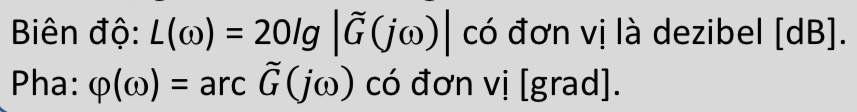 Biên độ: L(ω) = 20lg |G̃(jω)| có đơn vị là dezibel [dB].
Pha: φ(ω) = arc G̃(jω) có đơn vị [grad].